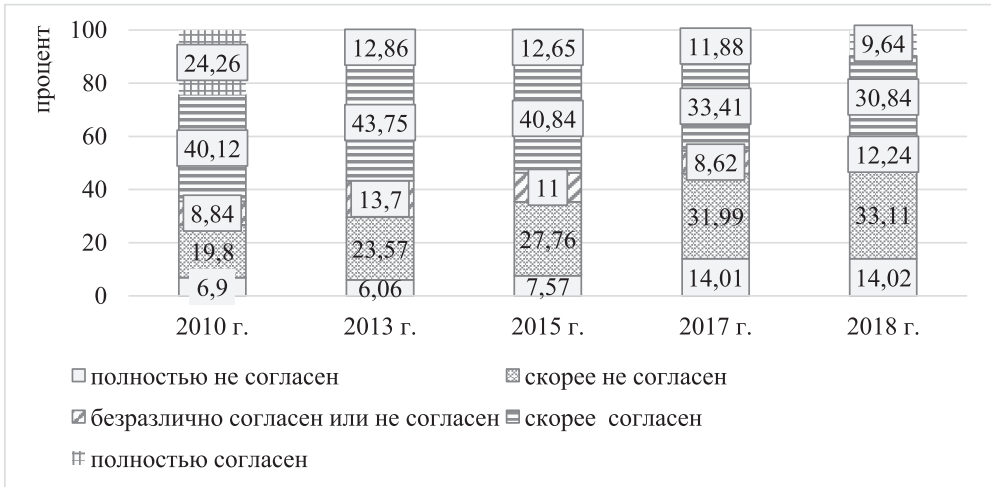 процент
100
80
60
40
20
0
24,26 12,86 12,65 11,88 9,64
40,12 43,75 40,84 33,41 30,84
8,84 13,7 11 8,62 12,24
19,8 23,57 27,76 31,99 33,11
6,9 6,06 7,57 14,01 14,02
2010 г. 2013 г. 2015 г. 2017 г. 2018 г.
полностью не согласен скорее не согласен
безразлично согласен или не согласен скорее согласен
полностью согласен